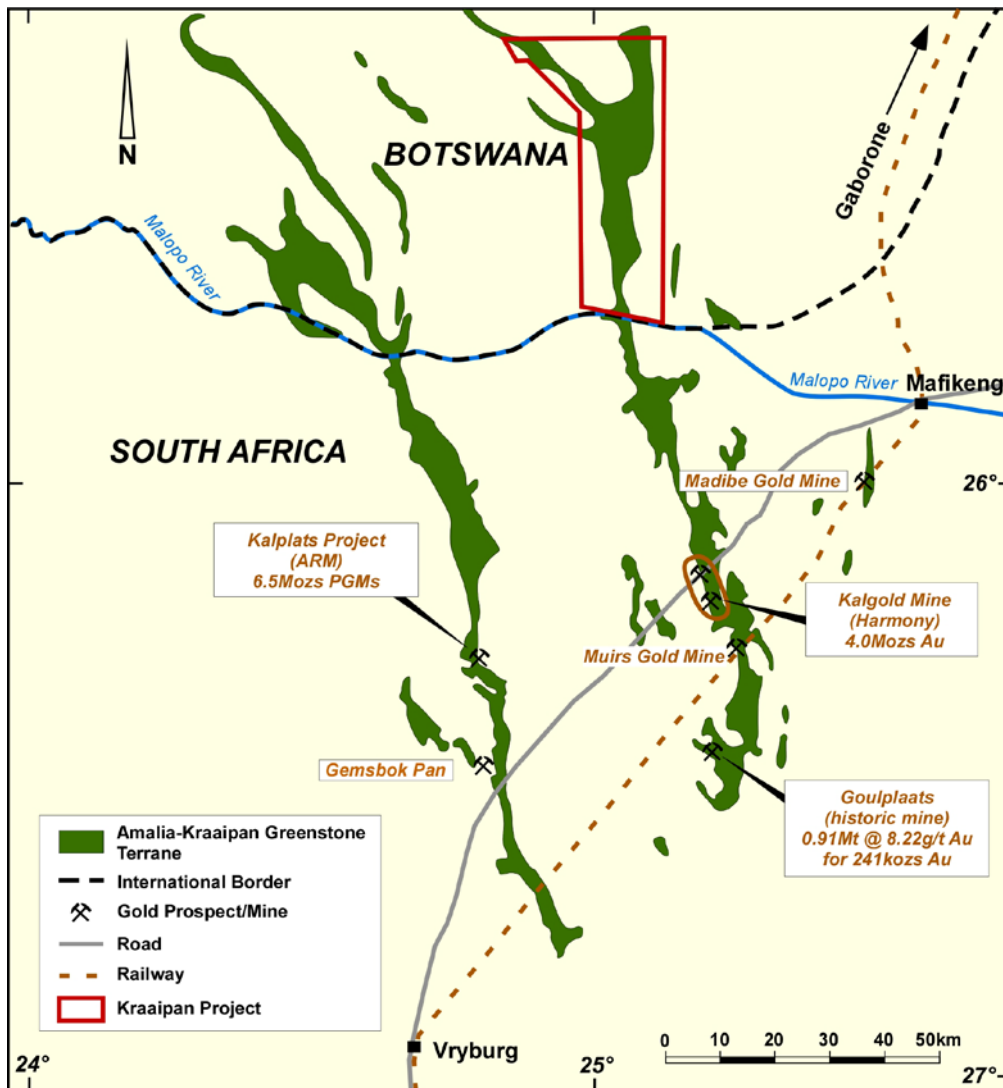 N
BOTSWANA
Gaborone
Malopo River
Malopo River
Mafikeng
SOUTH AFRICA
Madibe Gold Mine
26°
Kalplats Project
(ARM)
6.5Mozs PGMs
Kalgold Mine
(Harmony)
4.0Mozs Au
Muirs Gold Mine
Gemsbok Pan
Goulplaats
(historic mine)
0.91Mt @ 8.22g/t Au
for 241kozs Au
Amalia-Kraaipan Greenstone
Terrane
International Border
Gold Prospect/Mine
Road
Railway
Kraaipan Project
Vryburg
0 10 20 30 40 50km
24°
25°
27°